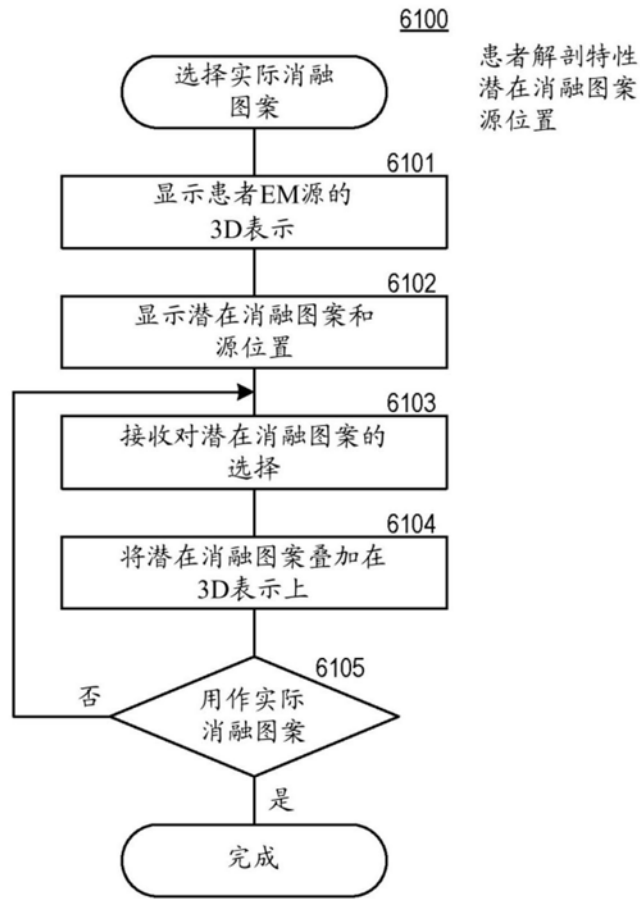 6100
患者解剖特性
潜在消融图案
源位置
选择实际消融
图案
6101
显示患者EM源的
3D表示
6102
显示潜在消融图案和
源位置
6103
接收对潜在消融图案的
选择
6104
将潜在消融图案叠加在
3D表示上
6105
否
用作实际
消融图案
是
完成